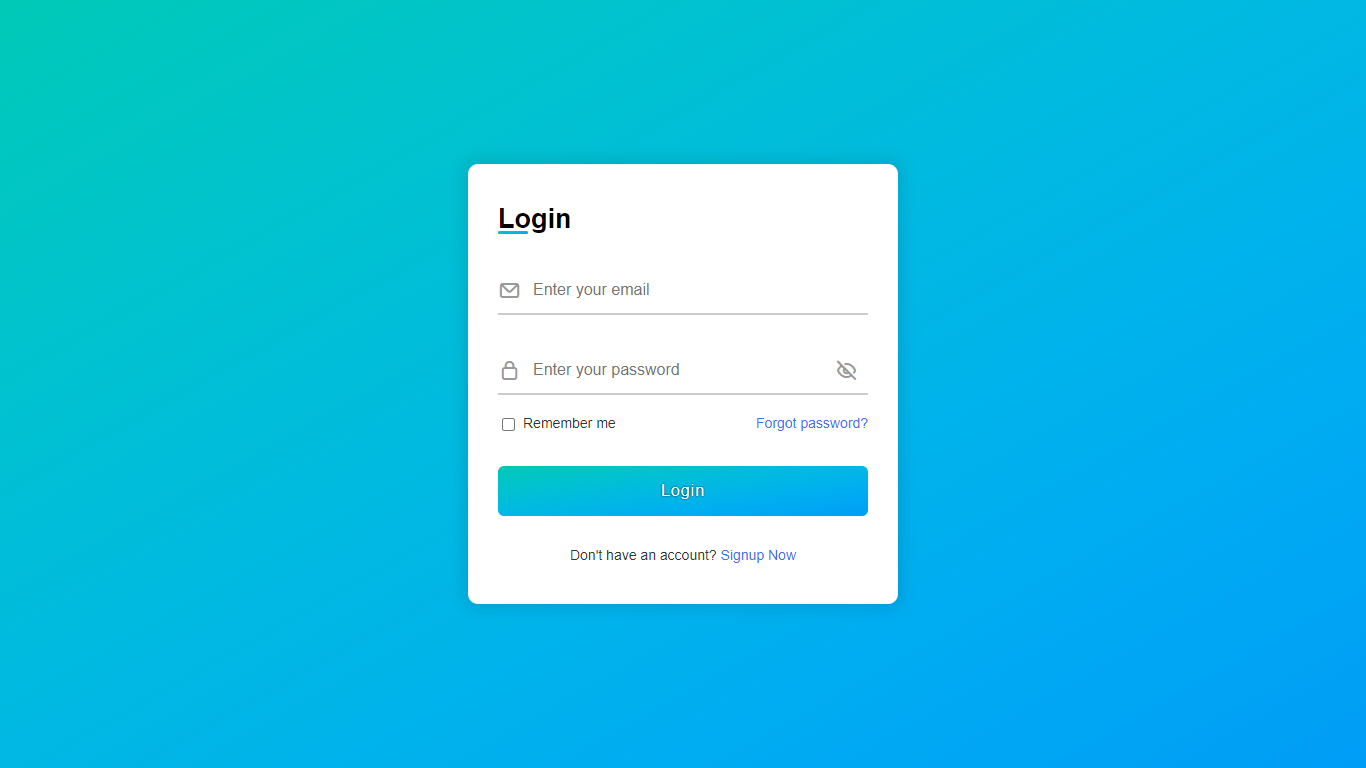 Login
Enter your email
Enter your password
Remember me Forgot password?
Login
Don't have an account? Signup Now